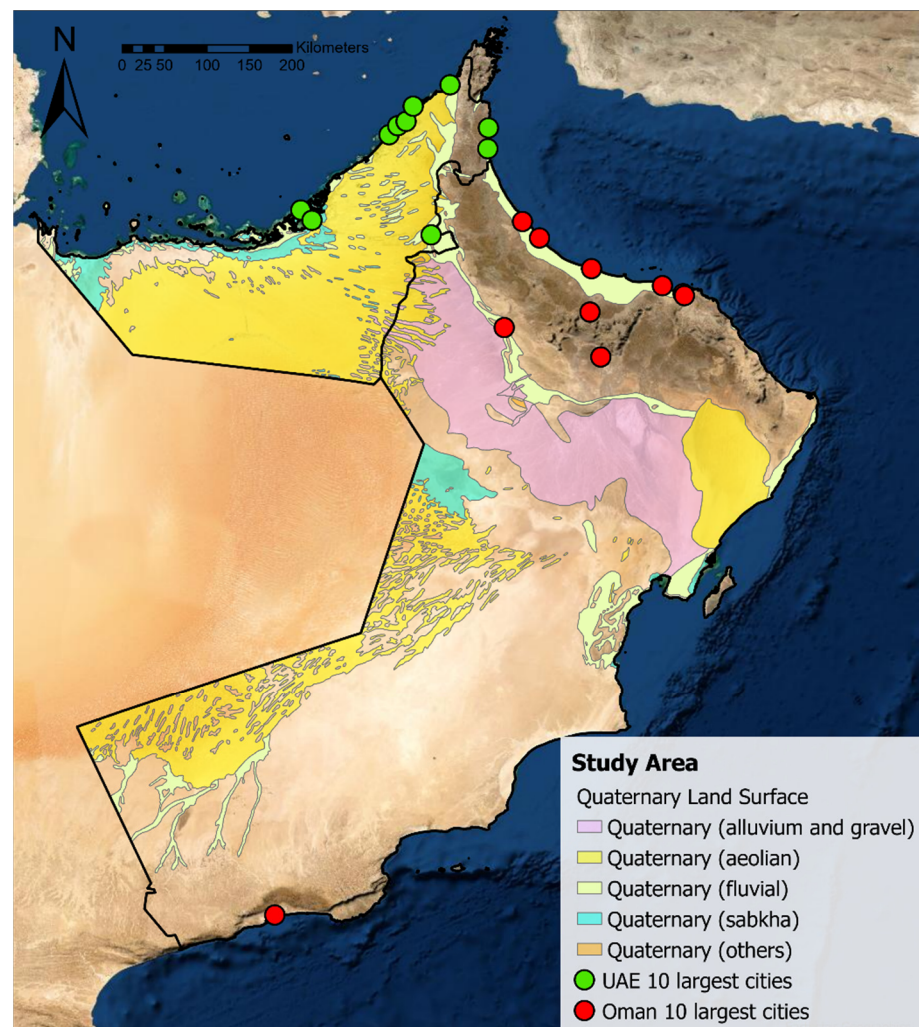 N
Kilometers
0 25 50 100 150 200
Study Area
Quaternary Land Surface
Quaternary (alluvium and gravel)
Quaternary (aeolian)
Quaternary (fluvial)
Quaternary (sabkha)
Quaternary (others)
UAE 10 largest cities
Oman 10 largest cities